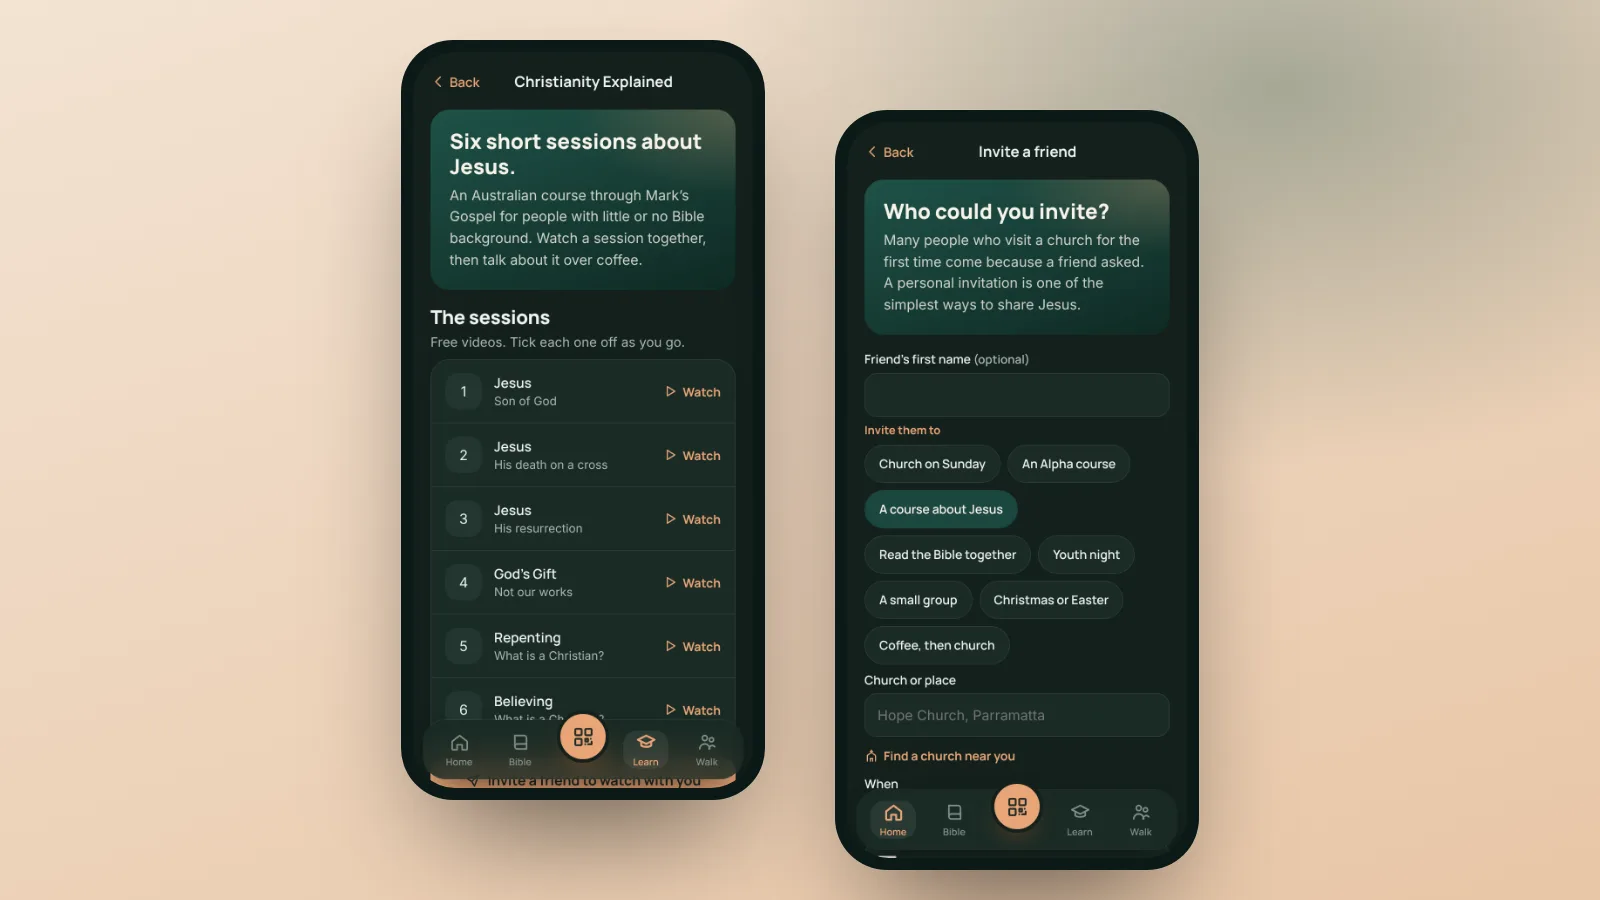 Back
Christianity Explained
Six short sessions about
Jesus.
An Australian course through Mark's
Gospel for people with little or no Bible
background. Watch a session together,
then talk about it over coffee.
The sessions
Free videos. Tick each one off as you go.
1
Jesus
Son of God
Watch
2
Jesus
His death on a cross
Watch
3
Jesus
His resurrection
Watch
4
God's Gift
Not our works
Watch
5
Repenting
What is a Christian?
Watch
6
Believing
What is a
Watch
Home
Bible
Learn
Walk
Invite a friend to watch with you
Back
Invite a friend
Who could you invite?
Many people who visit a church for the
first time come because a friend asked.
A personal invitation is one of the
simplest ways to share Jesus.
Friend's first name (optional)
Invite them to
Church on Sunday
An Alpha course
A course about Jesus
Read the Bible together
Youth night
A small group
Christmas or Easter
Coffee, then church
Church or place
Hope Church, Parramatta
Find a church near you
When
Home
Bible
Learn
Walk